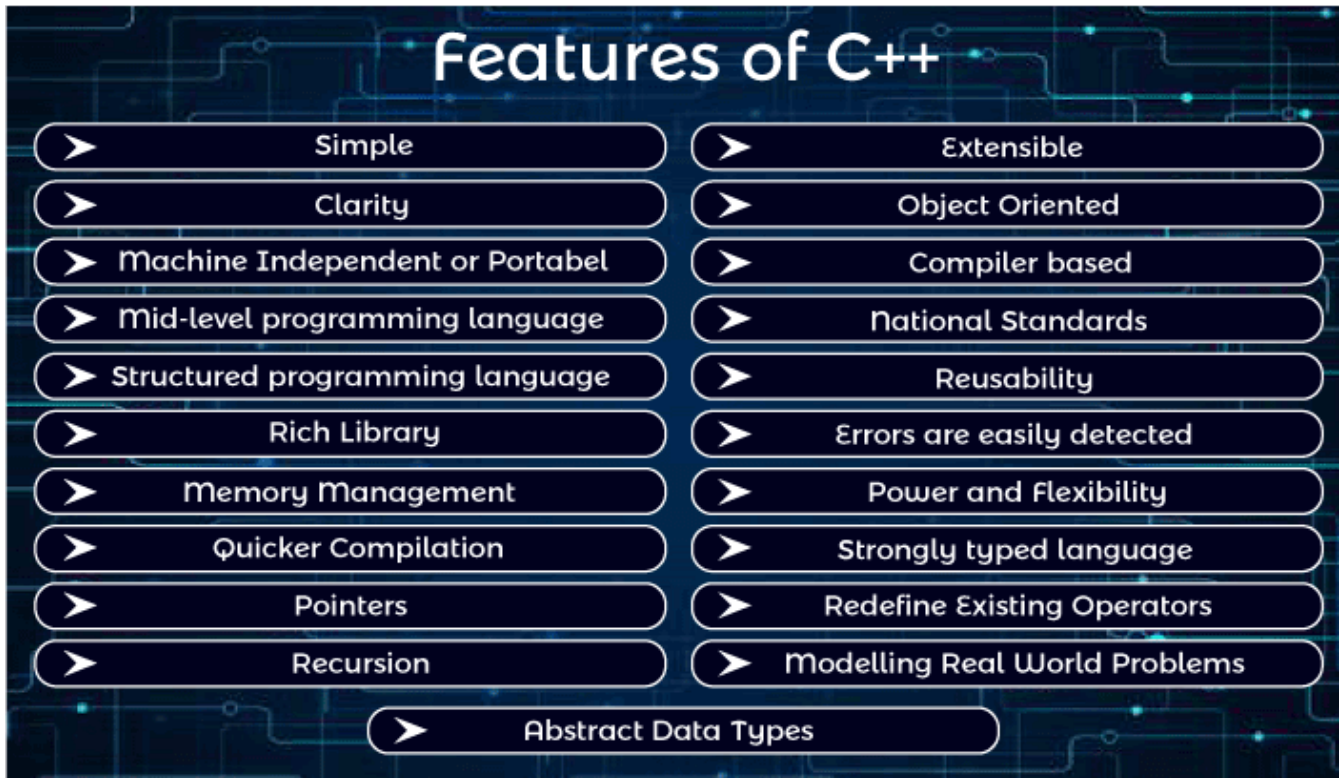 Features of C++
Simple
Clarity
Machine Independent or Portabel
Mid-level programming language
Structured programming language
Rich Library
Memory Management
Quicker Compilation
Pointers
Recursion
Extensible
Object Oriented
Compiler based
National Standards
Reusability
Errors are easily detected
Power and Flexibility
Strongly typed language
Redefine Existing Operators
Modelling Real World Problems
Abstract Data Types